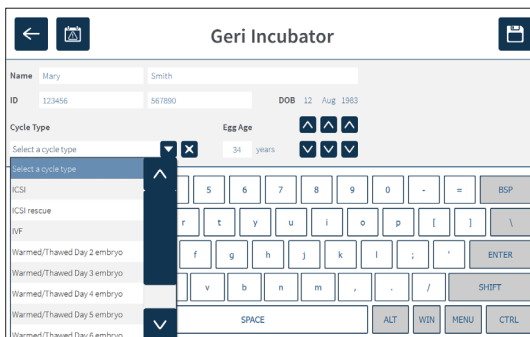 Geri Incubator
Name Mary Smith
ID 123456 567890 DOB 12 Aug 1983
Cycle Type Egg Age
Select a cycle type 34 years
Select a cycle type
ICSI
ICSI rescue
IVF
Warmed/Thawed Day 2 embryo
Warmed/Thawed Day 3 embryo
Warmed/Thawed Day 4 embryo
Warmed/Thawed Day 5 embryo
Warmed/Thawed Day 6 embryo
5 6 7 8 9 0 - = BSP
r t y u i o p [ ] \
f g h j k l ; ' ENTER
v b n m , . / SHIFT
SPACE ALT WIN MENU CTRL